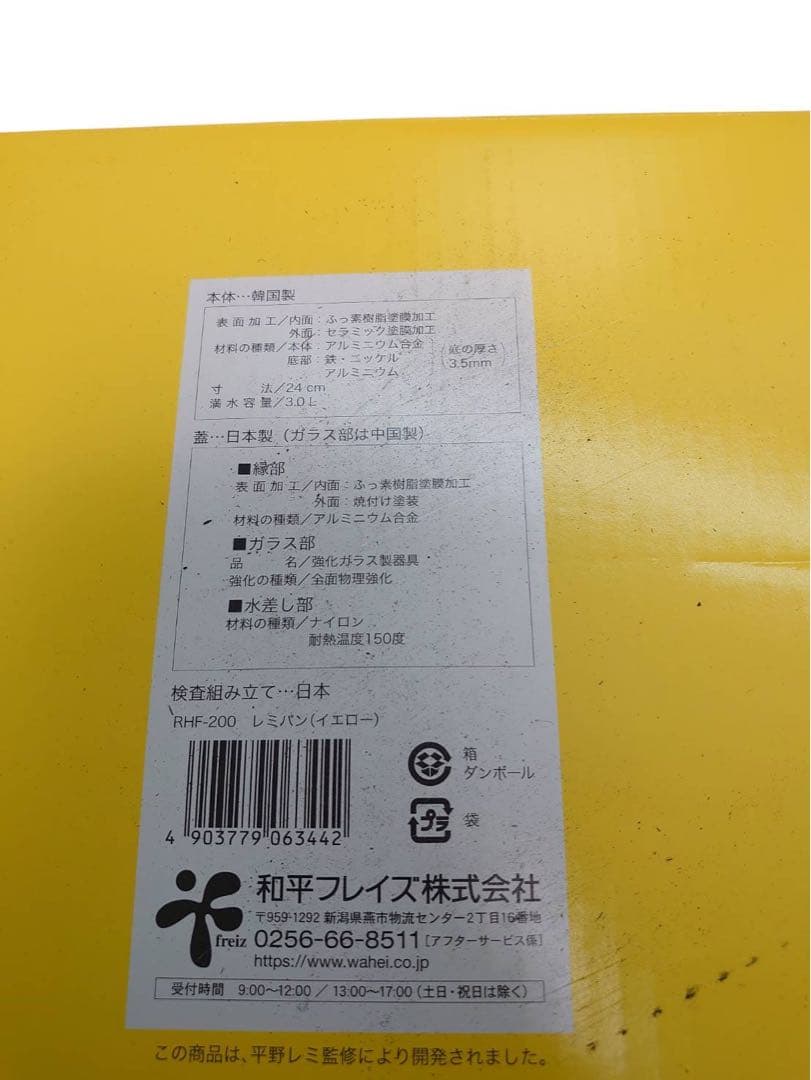 本体…韓国製
表面加工/内面：ふっ素樹脂塗膜加工
外面：セラミック塗膜加工
材料の種類/本体：アルミニウム合金
底部：鉄・ニッケル
アルミニウム
(底の厚さ
3.5mm)
寸法/24cm
満水容量/3.0L
蓋…日本製（ガラス部は中国製）
■縁部
表面加工/内面：ふっ素樹脂塗膜加工
外面：焼付け塗装
材料の種類/アルミニウム合金
■ガラス部
品名/強化ガラス製器具
強化の種類/全面物理強化
■水差し部
材料の種類/ナイロン
耐熱温度150度
検査組み立て…日本
RHF-200 レミパン(イエロー)
4 903779 063442
箱
ダンボール
プラ
袋
freiz
和平フレイズ株式会社
〒959-1292 新潟県燕市物流センター2丁目16番地
0256-66-8511[アフターサービス係]
https://www.wahei.co.jp
受付時間 9:00〜12:00 / 13:00〜17:00(土日・祝日は除く)
この商品は、平野レミ監修により開発されました。